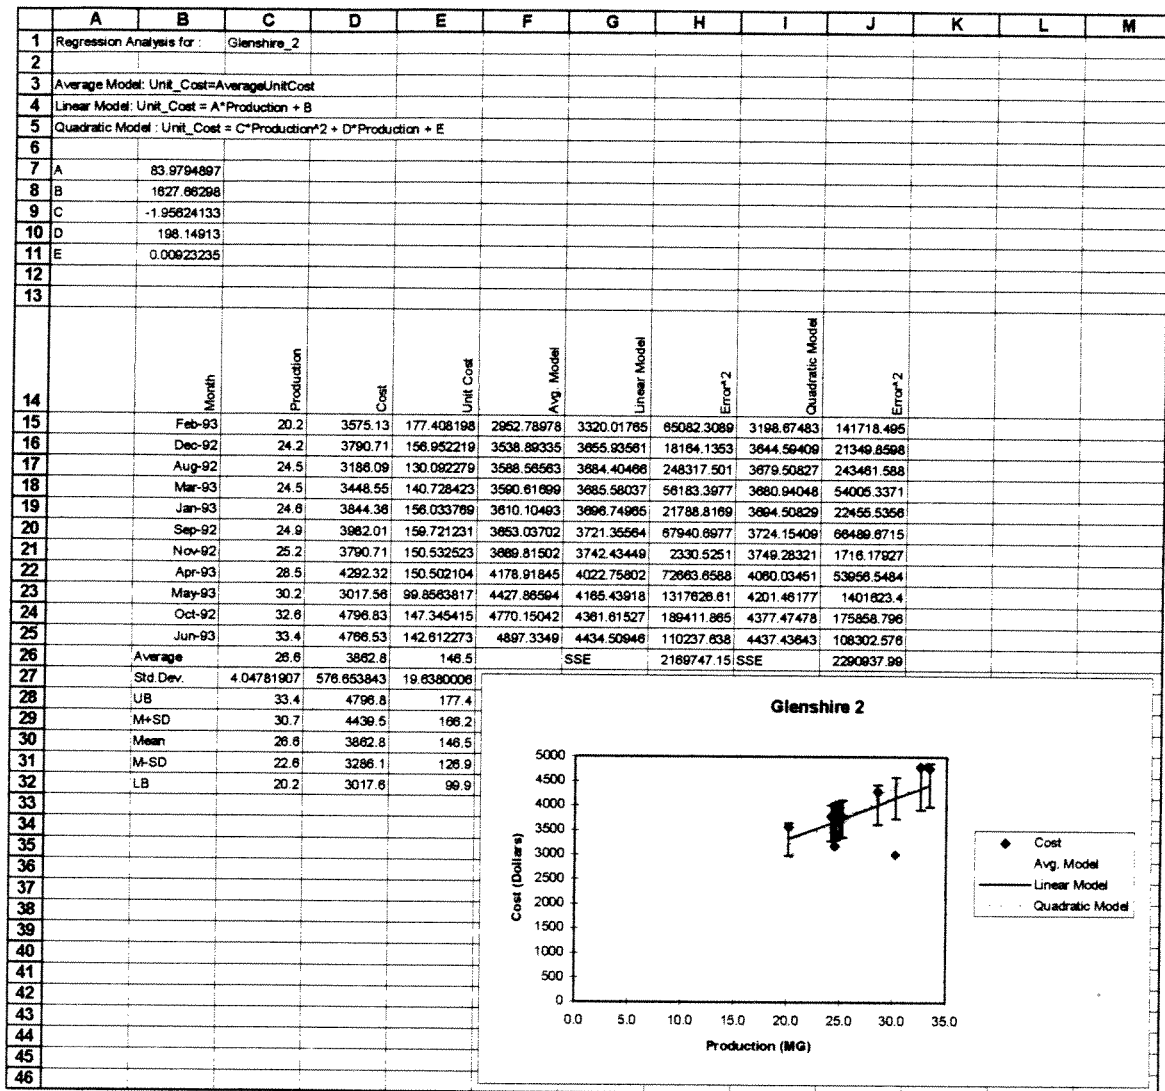 A B C D E F G H I J K L M
1 Regression Analysis for : Glenshire_2
2
3 Average Model: Unit_Cost=AverageUnitCost
4 Linear Model: Unit_Cost = A*Production + B
5 Quadratic Model : Unit_Cost = C*Production^2 + D*Production + E
6
7 A 83.9794897
8 B 1627.66298
9 C -1.95624133
10 D 198.14913
11 E 0.00923235
12
13
14 Month Production Cost Unit Cost Avg. Model Linear Model Error^2 Quadratic Model Error^2
15 Feb-93 20.2 3575.13 177.408198 2952.78978 3320.01765 65082.3089 3198.67483 141718.495
16 Dec-92 24.2 3790.71 156.952219 3538.89335 3655.93561 18164.1353 3644.59409 21349.8598
17 Aug-92 24.5 3186.09 130.092279 3588.56563 3684.40466 248317.501 3679.50827 243461.588
18 Mar-93 24.5 3448.55 140.728423 3590.61699 3685.58037 56183.3977 3680.94048 54005.3371
19 Jan-93 24.6 3844.36 156.033769 3610.10493 3696.74965 21788.8169 3694.50829 22455.5356
20 Sep-92 24.9 3982.01 159.721231 3653.03702 3721.35564 67940.6977 3724.15409 66489.6715
21 Nov-92 25.2 3790.71 150.532523 3689.81502 3742.43449 2330.5251 3749.28321 1716.17927
22 Apr-93 28.5 4292.32 150.502104 4178.91845 4022.75802 72663.6588 4060.03451 53956.5484
23 May-93 30.2 3017.56 99.8563817 4427.86594 4165.43918 1317626.61 4201.46177 1401623.4
24 Oct-92 32.6 4796.83 147.345415 4770.15042 4361.61527 189411.865 4377.47478 175858.796
25 Jun-93 33.4 4766.53 142.612273 4897.3349 4434.50946 110237.638 4437.43643 108302.576
26 Average 26.6 3862.8 146.5 SSE 2169747.15 SSE 2290937.99
27 Std.Dev. 4.04781907 576.653843 19.6380006
28 UB 33.4 4796.8 177.4
29 M+SD 30.7 4439.5 166.2
30 Mean 26.6 3862.8 146.5
31 M-SD 22.6 3286.1 126.9
32 LB 20.2 3017.6 99.9
33
34
35
36
37
38
39
40
41
42
43
44
45
46
Glenshire 2
5000
4500
4000
3500
3000
2500
2000
1500
1000
500
0
Cost (Dollars)
0.0 5.0 10.0 15.0 20.0 25.0 30.0 35.0
Production (MG)
Cost
Avg. Model
Linear Model
Quadratic Model